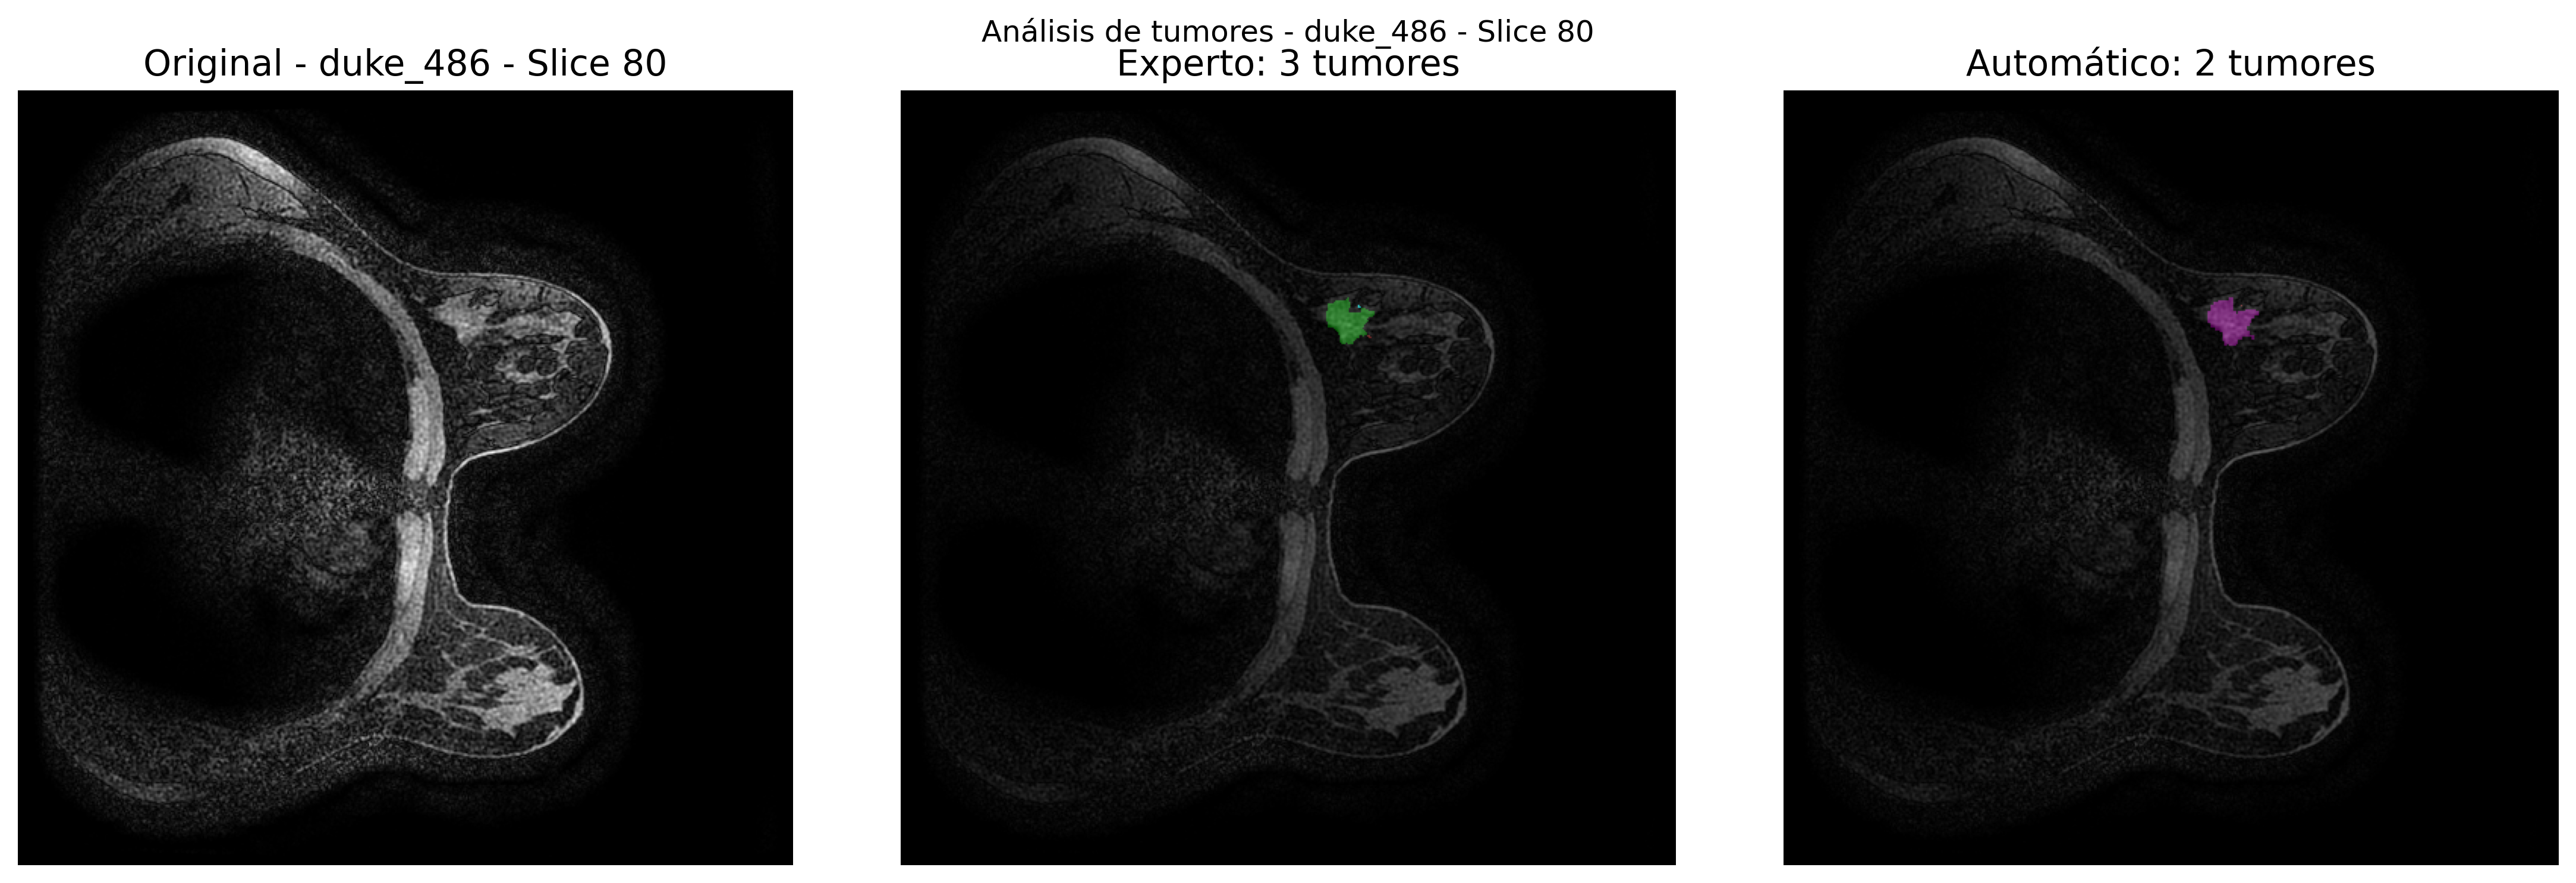 Análisis de tumores - duke_486 - Slice 80
Original - duke_486 - Slice 80
Experto: 3 tumores
Automático: 2 tumores